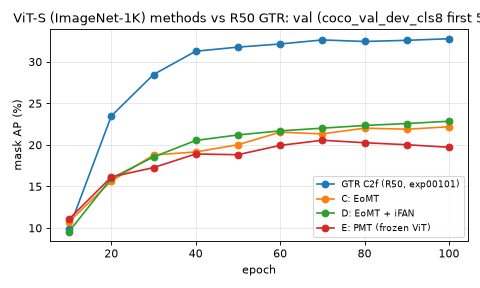 ViT-S (ImageNet-1K) methods vs R50 GTR: val (coco_val_dev_cls8 first 5
mask AP (%)
30
25
20
15
10
GTR C2f (R50, exp00101)
C: EoMT
D: EoMT + iFAN
E: PMT (frozen ViT)
20
40
60
80
100
epoch